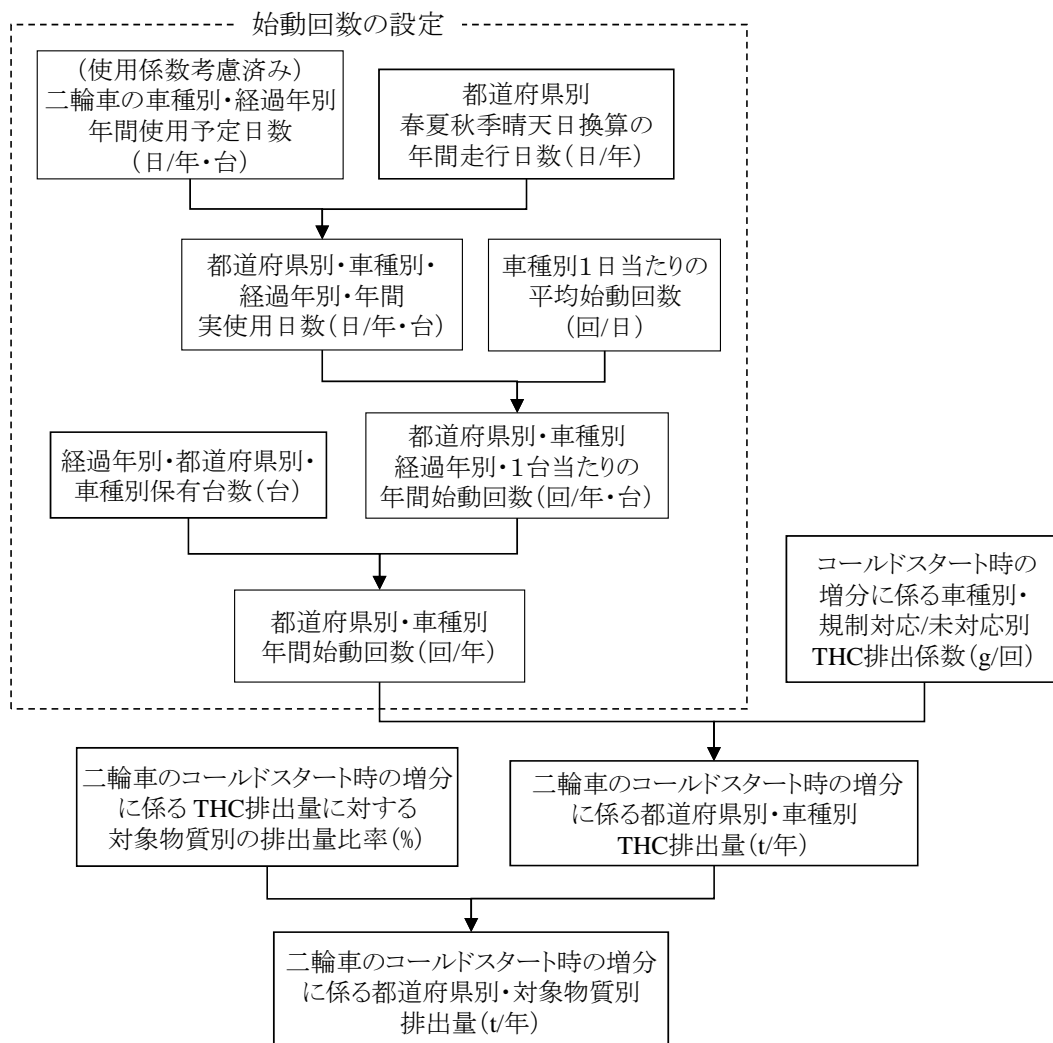 始動回数の設定
(使用係数考慮済み)
二輪車の車種別・経過年別
年間使用予定日数
(日/年・台)
都道府県別
春夏秋季晴天日換算の
年間走行日数(日/年)
都道府県別・車種別・
経過年別・年間
実使用日数(日/年・台)
車種別1日当たりの
平均始動回数
(回/日)
経過年別・都道府県別・
車種別保有台数(台)
都道府県別・車種別
経過年別・1台当たりの
年間始動回数(回/年・台)
都道府県別・車種別
年間始動回数(回/年)
コールドスタート時の
増分に係る車種別・
規制対応/未対応別
THC排出係数(g/回)
二輪車のコールドスタート時の増分
に係る THC排出量に対する
対象物質別の排出量比率(%)
二輪車のコールドスタート時の増分
に係る都道府県別・車種別
THC排出量(t/年)
二輪車のコールドスタート時の増分
に係る都道府県別・対象物質別
排出量(t/年)